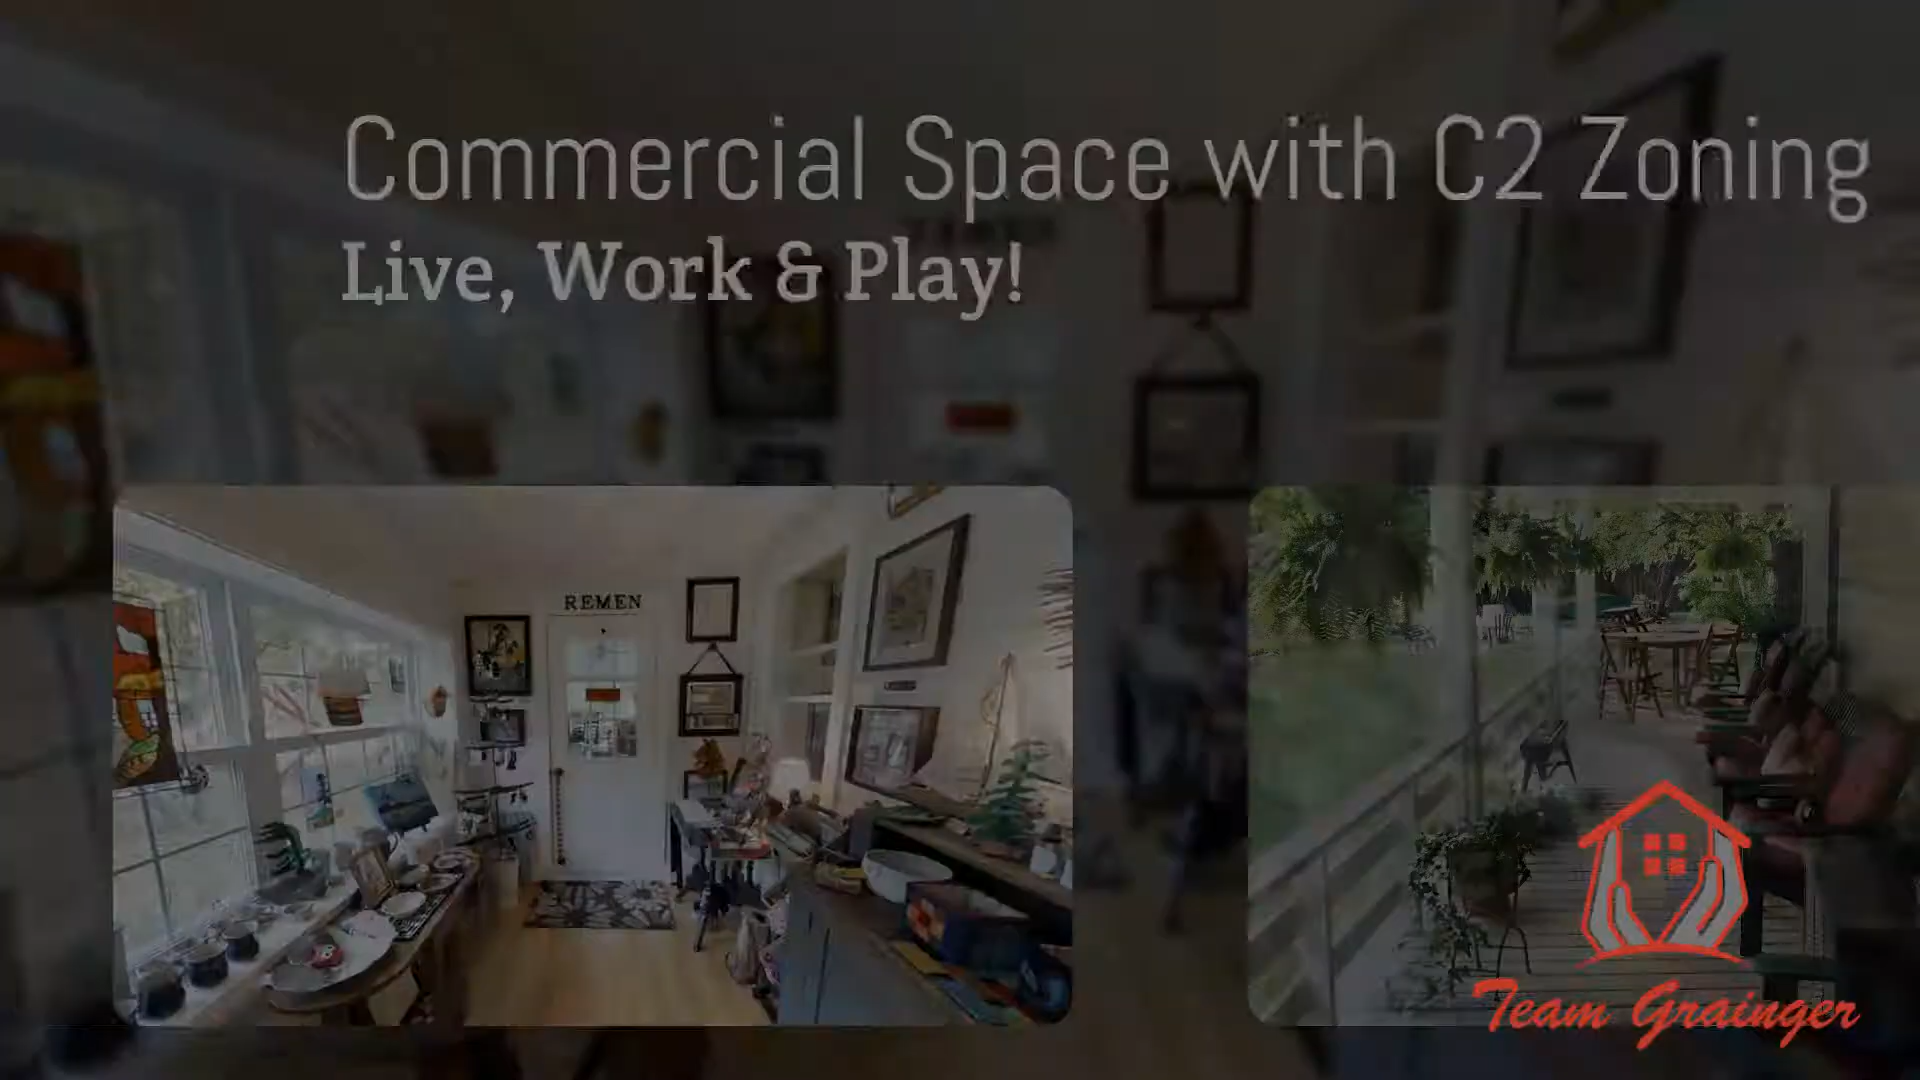 Commercial Space with C2 Zoning
Live, Work & Play!
REMEN
Team Grainger